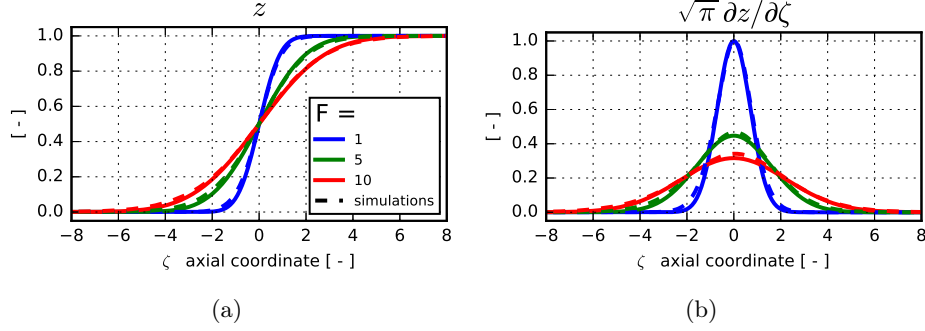 z
1.0
0.8
0.6
0.4
0.2
0.0
[ - ]
F =
1
5
10
simulations
−8 −6 −4 −2 0 2 4 6 8
ζ axial coordinate [ - ]
(a)
√π ∂z/∂ζ
1.0
0.8
0.6
0.4
0.2
0.0
[ - ]
−8 −6 −4 −2 0 2 4 6 8
ζ axial coordinate [ - ]
(b)